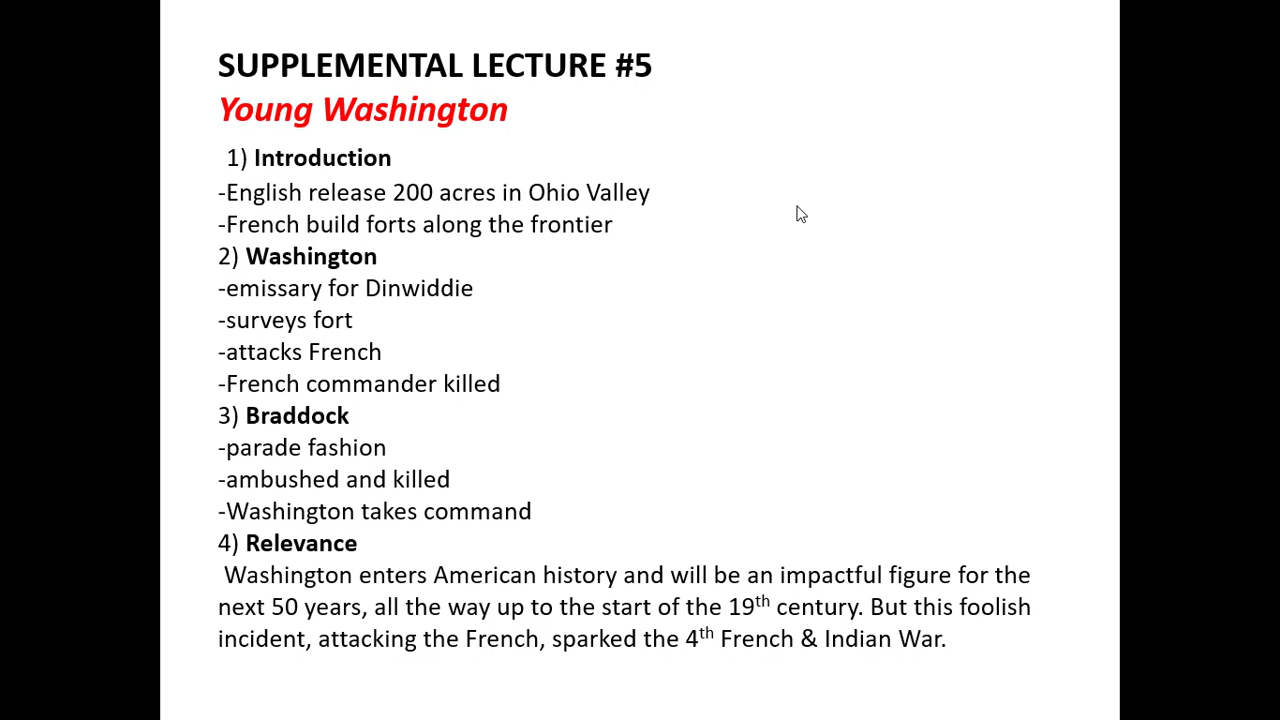 SUPPLEMENTAL LECTURE #5
Young Washington
1) Introduction
-English release 200 acres in Ohio Valley
-French build forts along the frontier
2) Washington
-emissary for Dinwiddie
-surveys fort
-attacks French
-French commander killed
3) Braddock
-parade fashion
-ambushed and killed
-Washington takes command
4) Relevance
Washington enters American history and will be an impactful figure for the
next 50 years, all the way up to the start of the 19th century. But this foolish
incident, attacking the French, sparked the 4th French & Indian War.